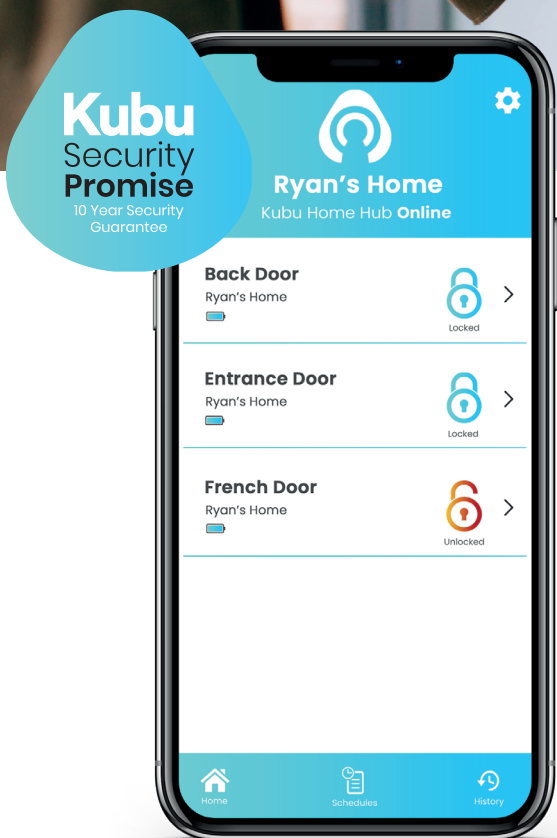 Kubu
Security
Promise
10 Year Security
Guarantee
Ryan's Home
Kubu Home Hub Online
Back Door
Ryan's Home
Locked
Entrance Door
Ryan's Home
Locked
French Door
Ryan's Home
Unlocked
Home
Schedules
History